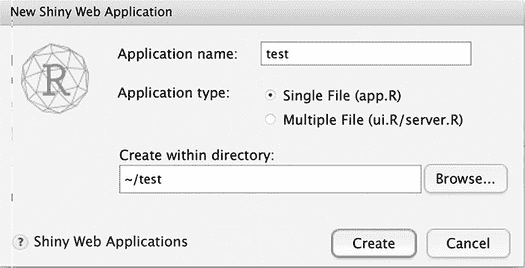 New Shiny Web Application
R
Application name: test
Application type: Single File (app.R)
Multiple File (ui.R/server.R)
Create within directory:
~/test Browse...
? Shiny Web Applications Create Cancel